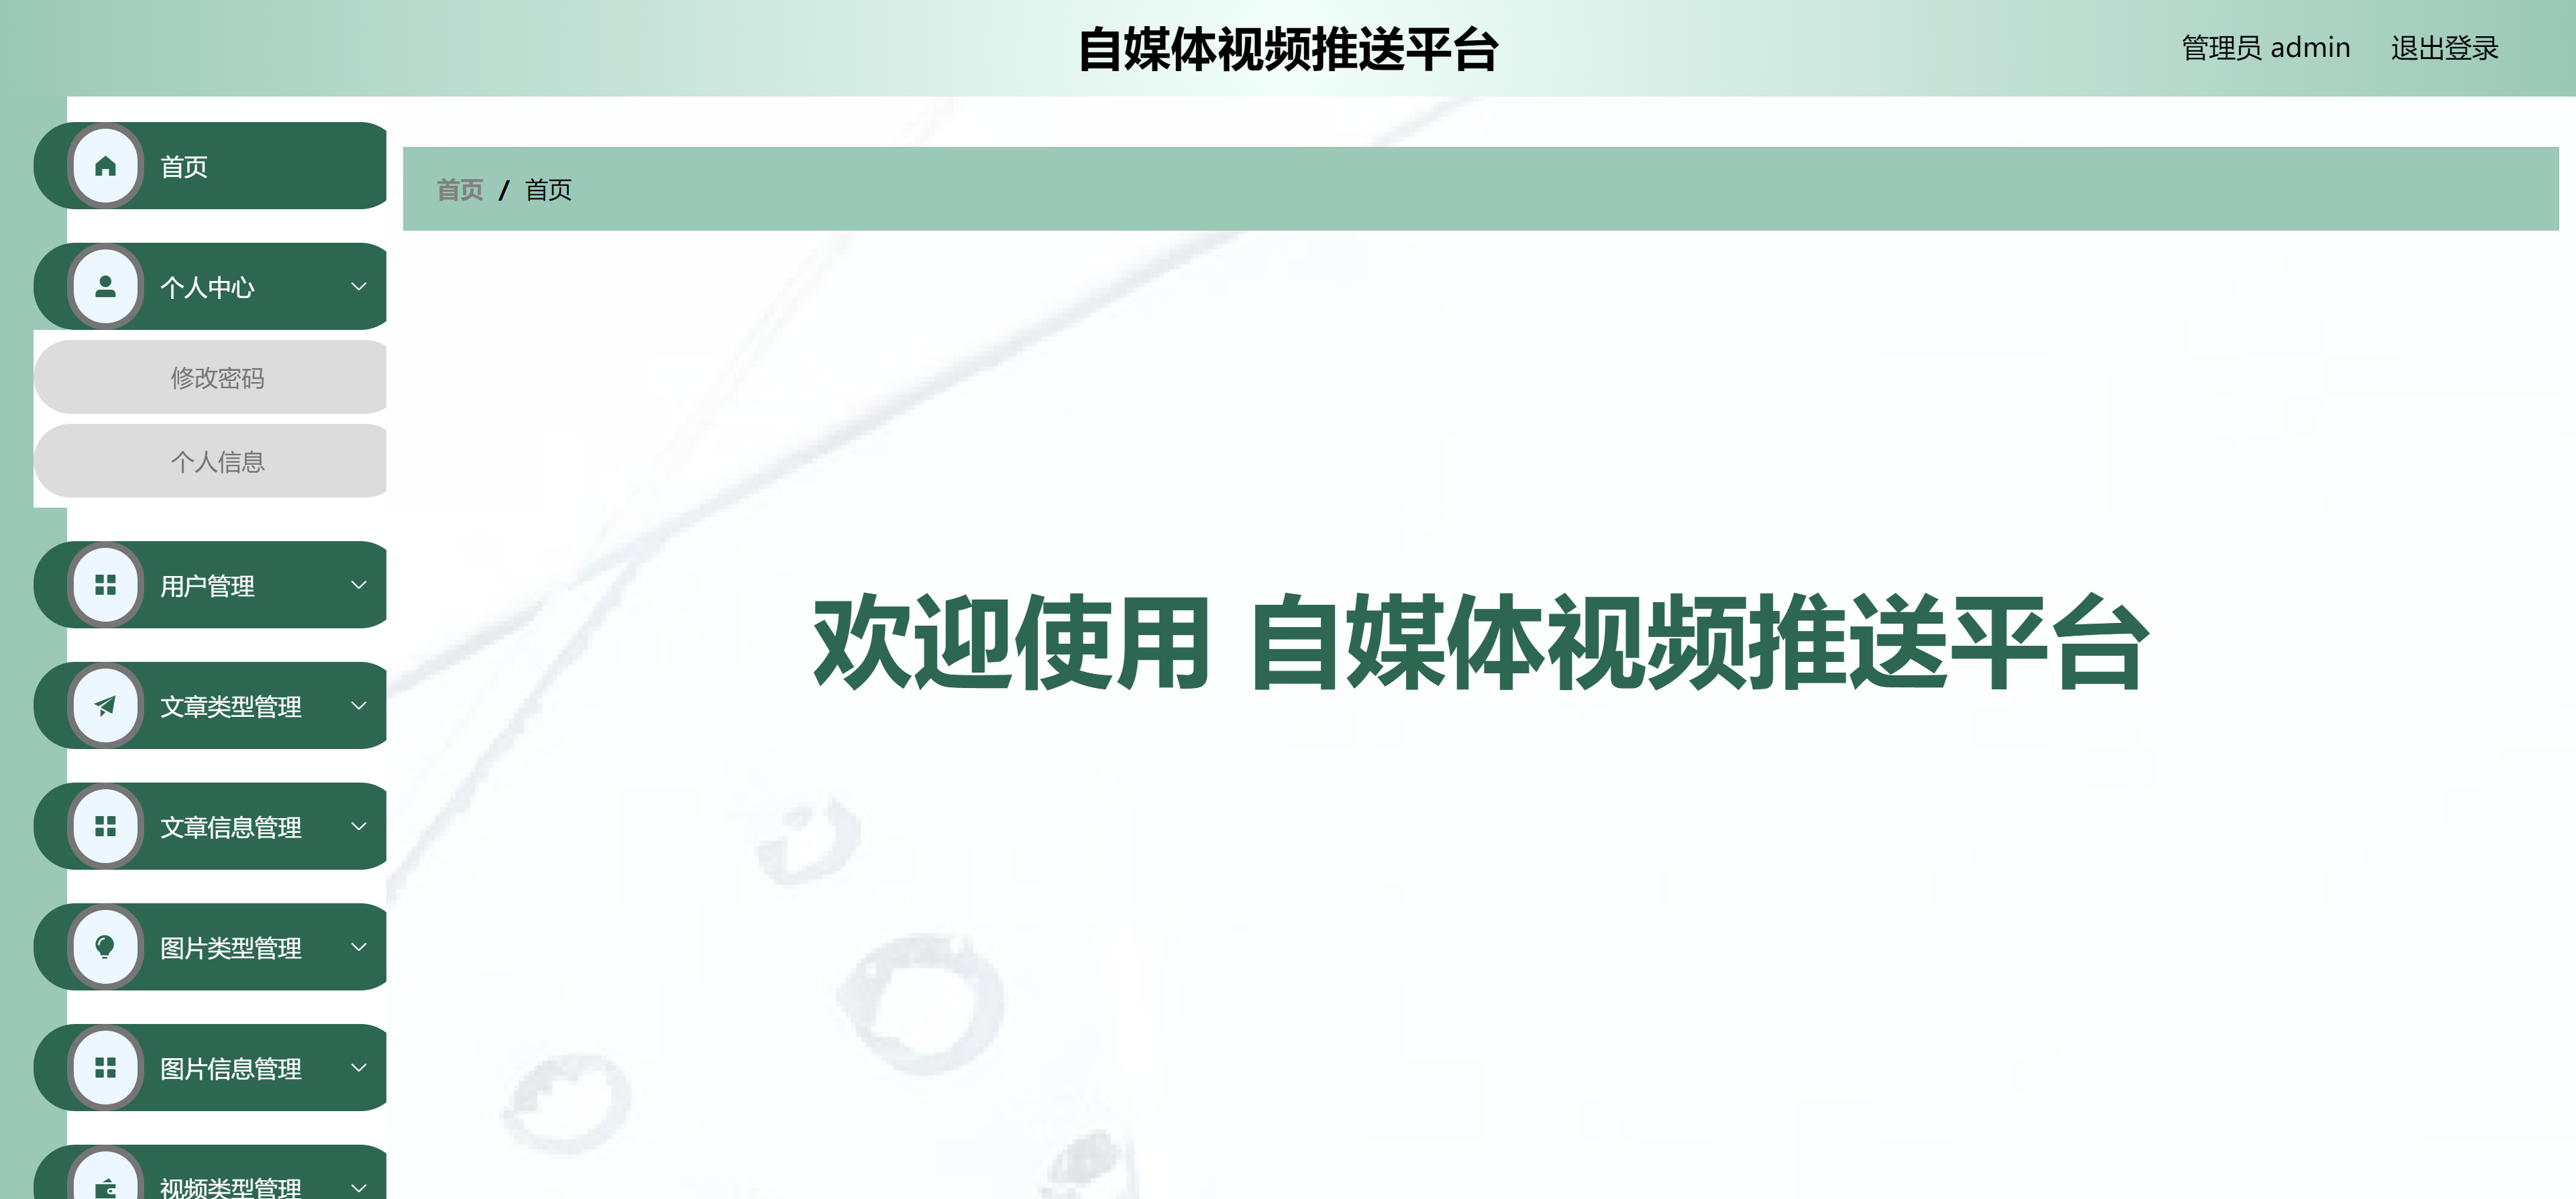 自媒体视频推送平台
管理员 admin 退出登录
首页
首页 / 首页
个人中心
修改密码
个人信息
用户管理
欢迎使用 自媒体视频推送平台
文章类型管理
文章信息管理
图片类型管理
图片信息管理
视频类型管理